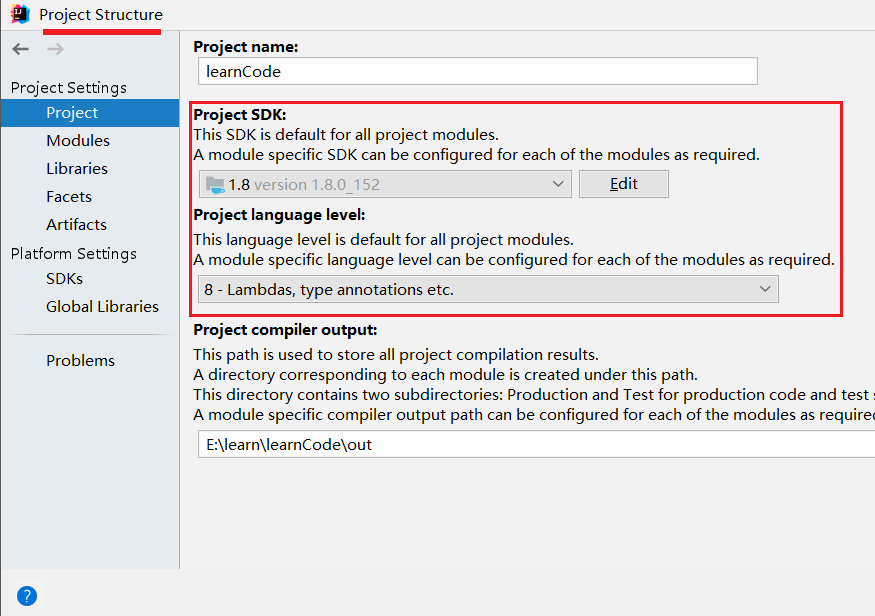 Project Structure
Project Settings
Project
Modules
Libraries
Facets
Artifacts
Platform Settings
SDKs
Global Libraries
Problems
Project name:
learnCode
Project SDK:
This SDK is default for all project modules.
A module specific SDK can be configured for each of the modules as required.
1.8 version 1.8.0_152
Edit
Project language level:
This language level is default for all project modules.
A module specific language level can be configured for each of the modules as required.
8 - Lambdas, type annotations etc.
Project compiler output:
This path is used to store all project compilation results.
A directory corresponding to each module is created under this path.
This directory contains two subdirectories: Production and Test for production code and test s
A module specific compiler output path can be configured for each of the modules as required
E:\learn\learnCode\out
?